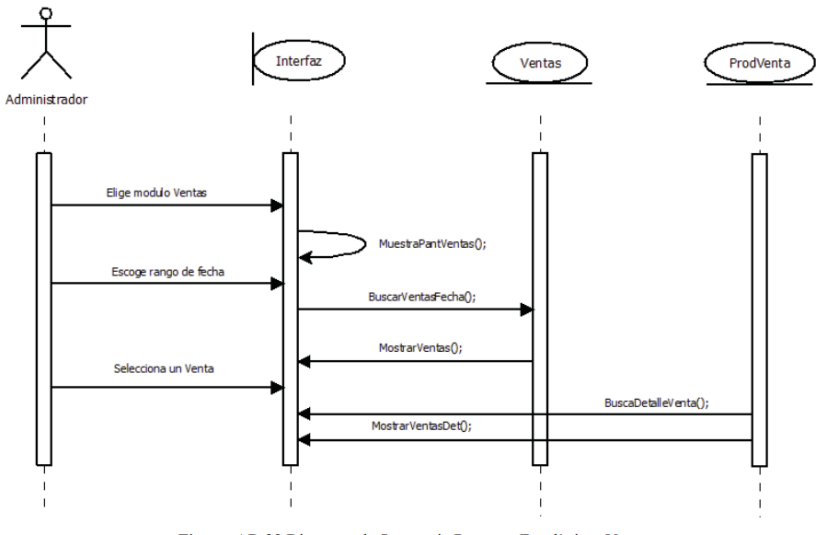 Administrador
Interfaz
Ventas
ProdVenta
Elige modulo Ventas
MuestraPantVentas();
Escoge rango de fecha
BuscarVentasFecha();
MostrarVentas();
Selecciona un Venta
BuscaDetalleVenta();
MostrarVentasDet();